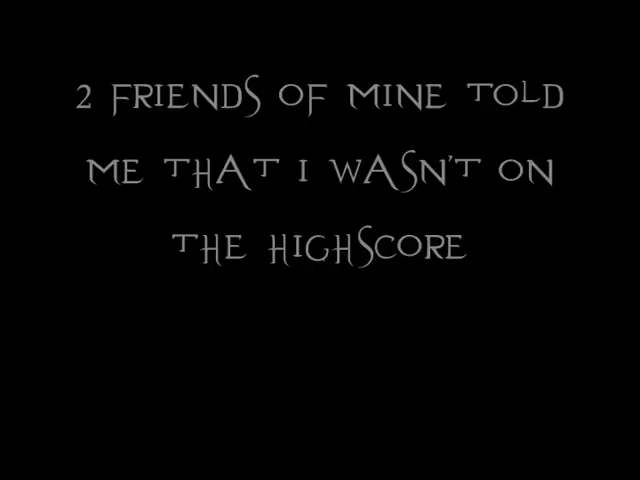 2 FRIENDS OF MINE TOLD
ME THAT I WASN'T ON
THE HIGHSCORE